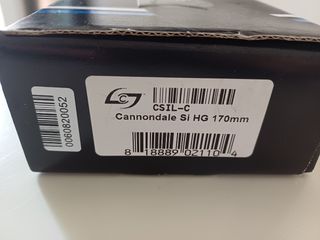 0060820052
C
CSIL-C
Cannondale Si HG 170mm
8 18889 02110 4